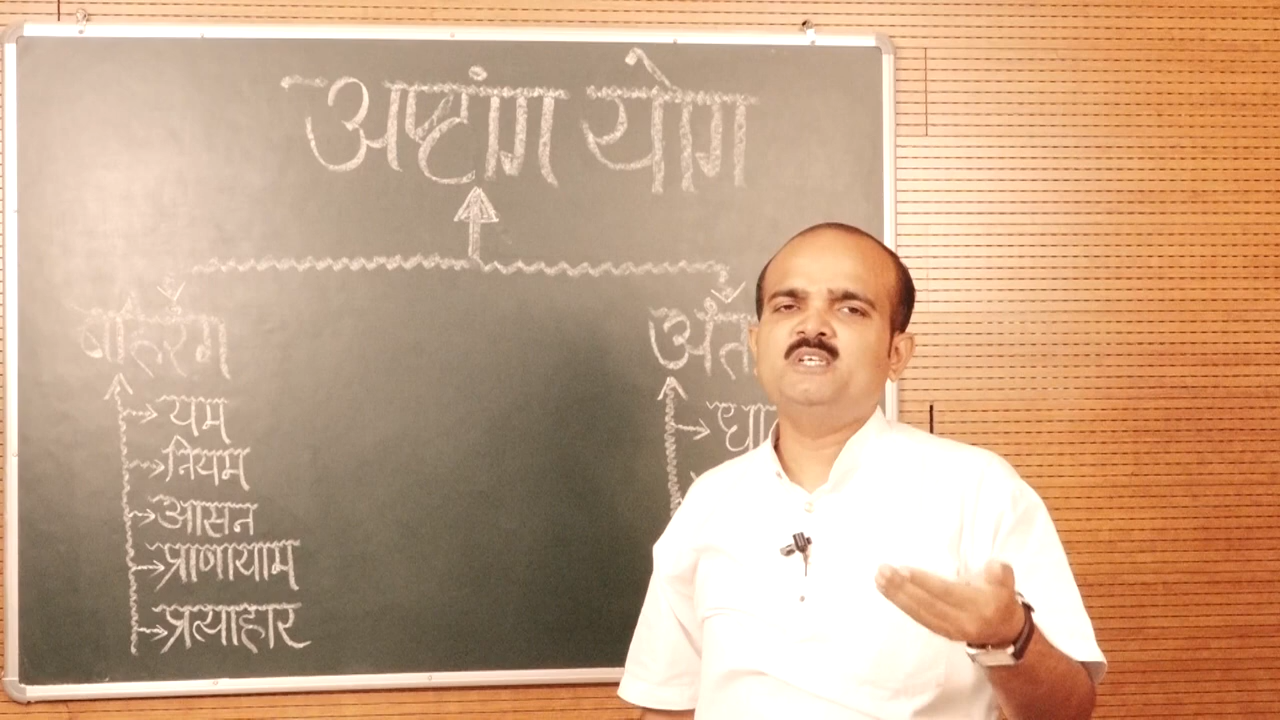 अष्टांग योग
बहिरंग
यम
नियम
आसन
प्राणायाम
प्रत्याहार